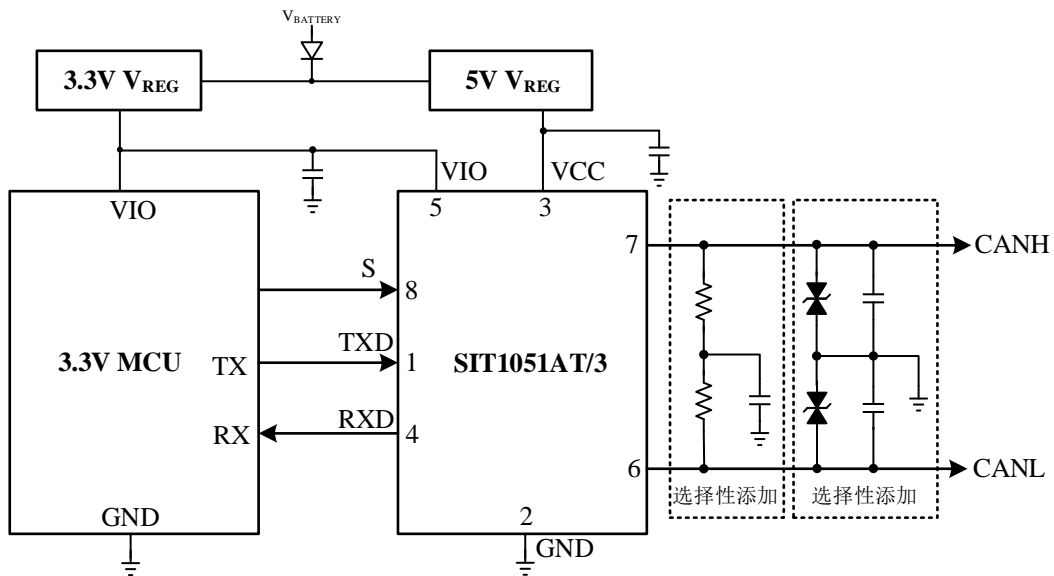 VBATTERY
3.3V VREG
5V VREG
VIO
VCC
VIO
5
3
7
CANH
S
8
3.3V MCU
TX
TXD
1
SIT1051AT/3
RX
RXD
4
6
CANL
选择性添加
选择性添加
GND
2
GND